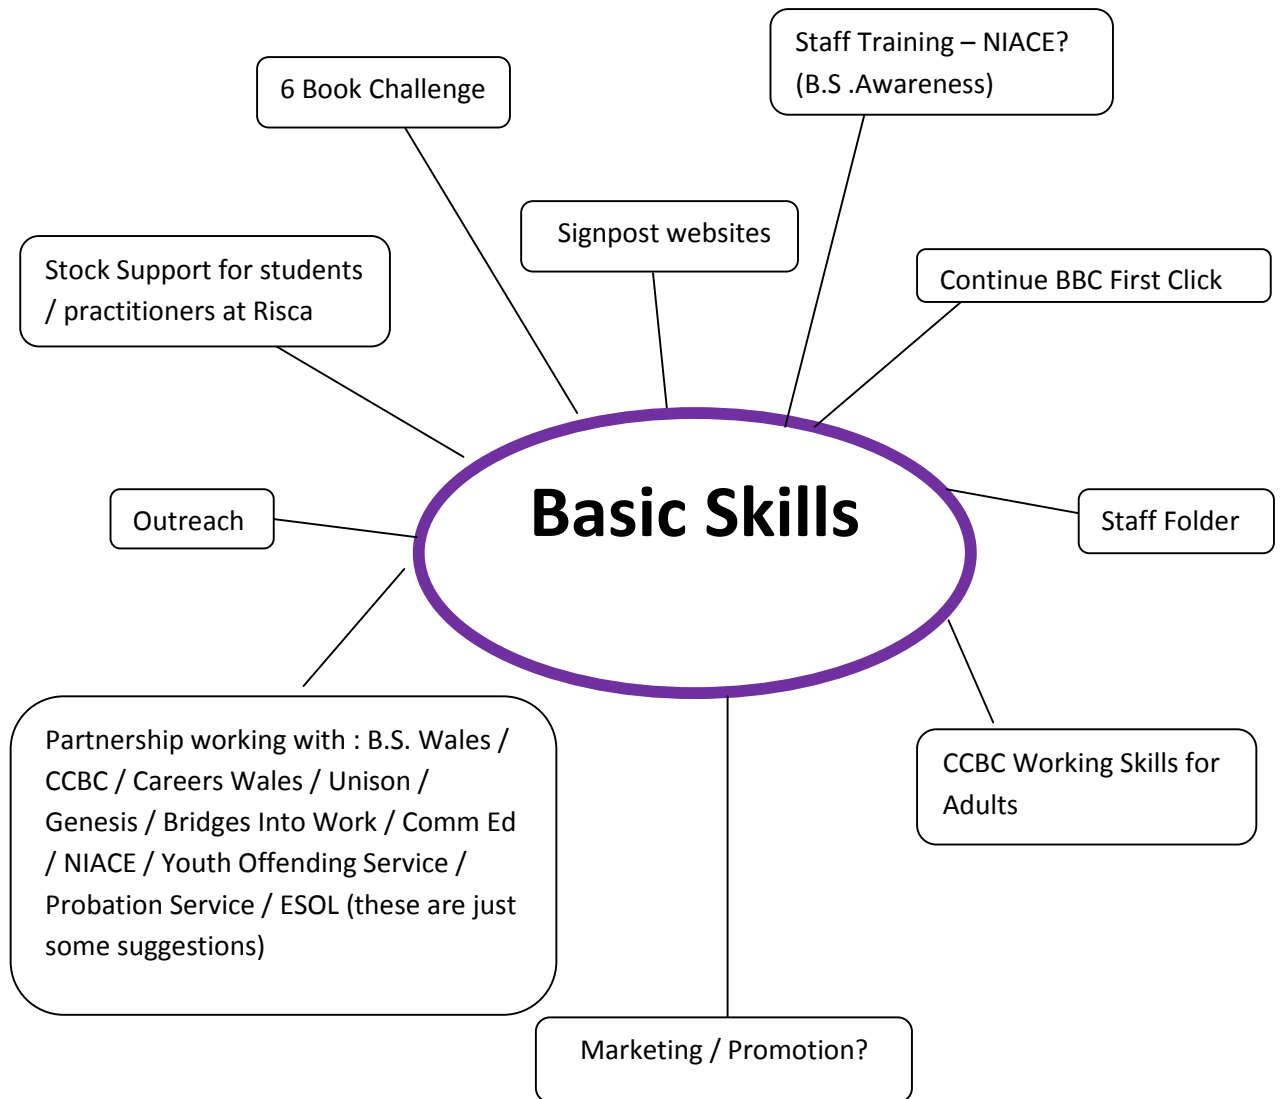 Staff Training – NIACE?
(B.S .Awareness)
6 Book Challenge
Signpost websites
Stock Support for students
/ practitioners at Risca
Continue BBC First Click
Basic Skills
Outreach
Staff Folder
Partnership working with : B.S. Wales /
CCBC / Careers Wales / Unison /
Genesis / Bridges Into Work / Comm Ed
/ NIACE / Youth Offending Service /
Probation Service / ESOL (these are just
some suggestions)
CCBC Working Skills for
Adults
Marketing / Promotion?